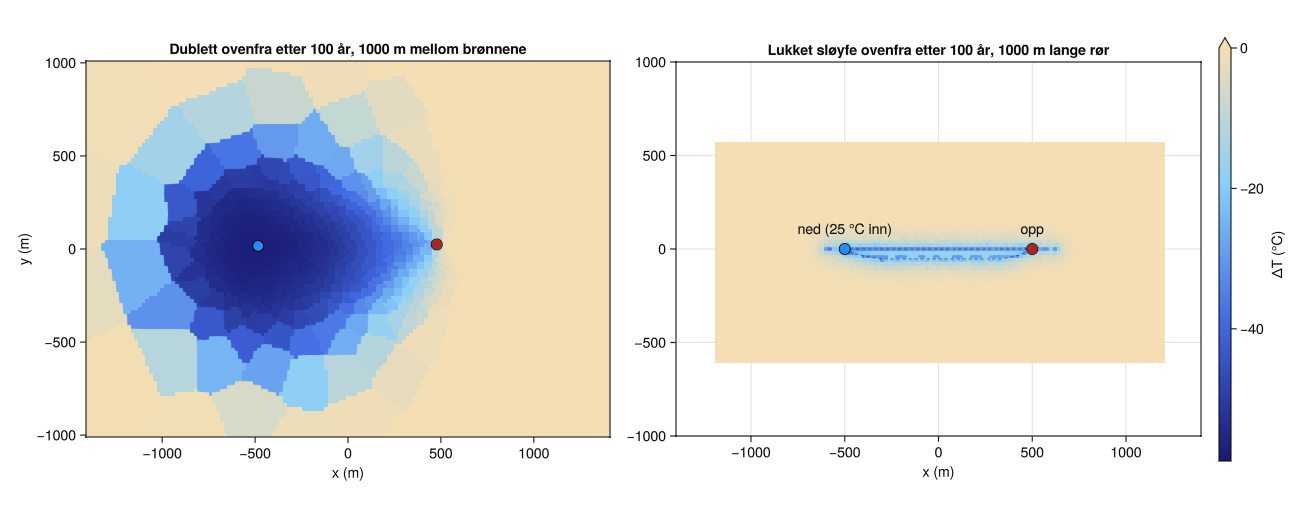 Dublett ovenfra etter 100 år, 1000 m mellom brønnene
1000
500
0
−500
−1000
y (m)
−1000
−500
0
500
1000
x (m)
Lukket sløyfe ovenfra etter 100 år, 1000 m lange rør
1000
500
0
−500
−1000
ned (25 °C inn)
opp
−1000
−500
0
500
1000
x (m)
0
−20
−40
ΔT (°C)